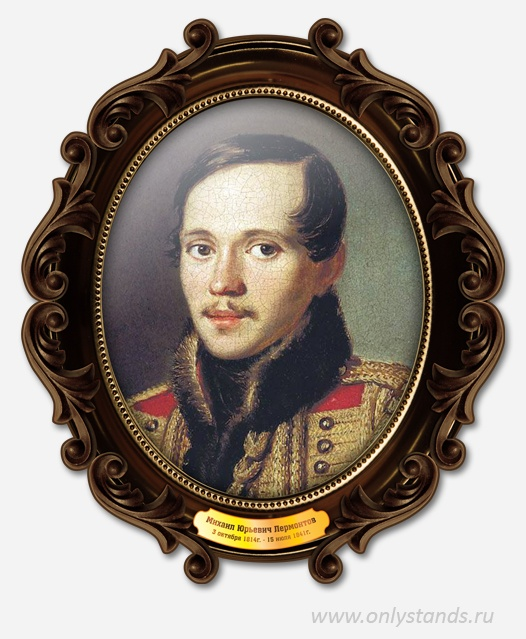 Михаил Юрьевич Лермонтов
3 октября 1814г. - 15 июля 1841г.
www.onlystands.ru